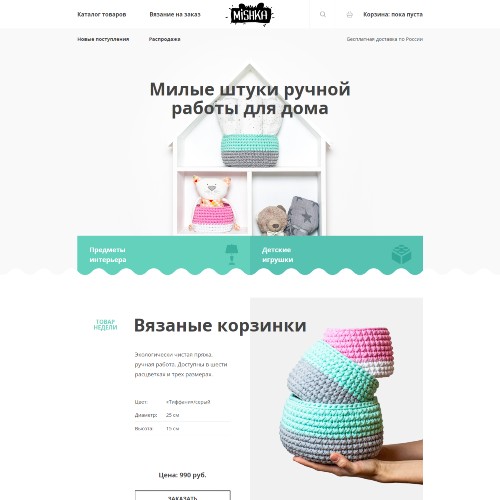 Каталог товаров
Вязание на заказ
MiSHKA
Корзина: пока пуста
Новые поступления
Распродажа
Бесплатная доставка по России
Милые штуки ручной
работы для дома
Предметы
интерьера
Детские
игрушки
ТОВАР
НЕДЕЛИ
Вязаные корзинки
Экологически чистая пряжа,
ручная работа. Доступны в шести
расцветках и трех размерах.
Цвет: «Тиффани»/серый
Диаметр: 25 см
Высота: 15 см
Цена: 990 руб.
ЗАКАЗАТЬ